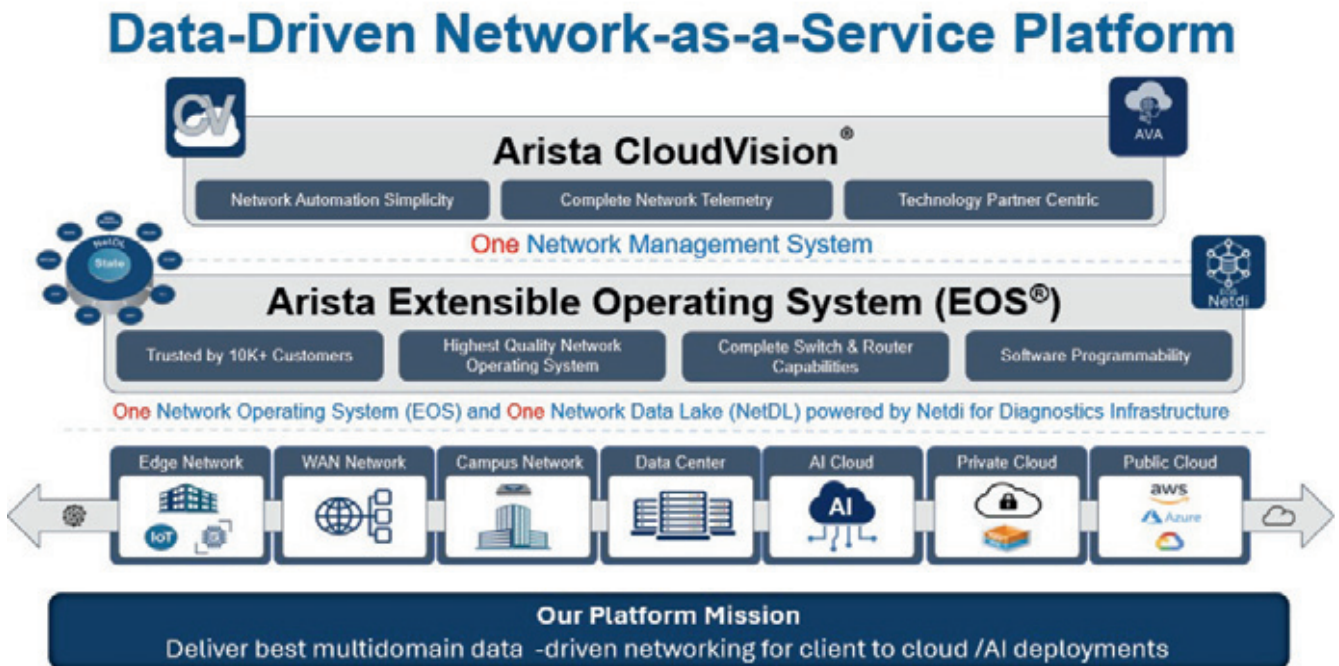 Data-Driven Network-as-a-Service Platform
CV
AVA
Arista CloudVision®
Network Automation Simplicity
Complete Network Telemetry
Technology Partner Centric
One Network Management System
NetDL
State
EOS
Netdi
Arista Extensible Operating System (EOS®)
Trusted by 10K+ Customers
Highest Quality Network
Operating System
Complete Switch & Router
Capabilities
Software Programmability
One Network Operating System (EOS) and One Network Data Lake (NetDL) powered by Netdi for Diagnostics Infrastructure
Edge Network
WAN Network
Campus Network
Data Center
AI Cloud
Private Cloud
Public Cloud
IoT
AI
aws
Azure
Our Platform Mission
Deliver best multidomain data -driven networking for client to cloud /AI deployments